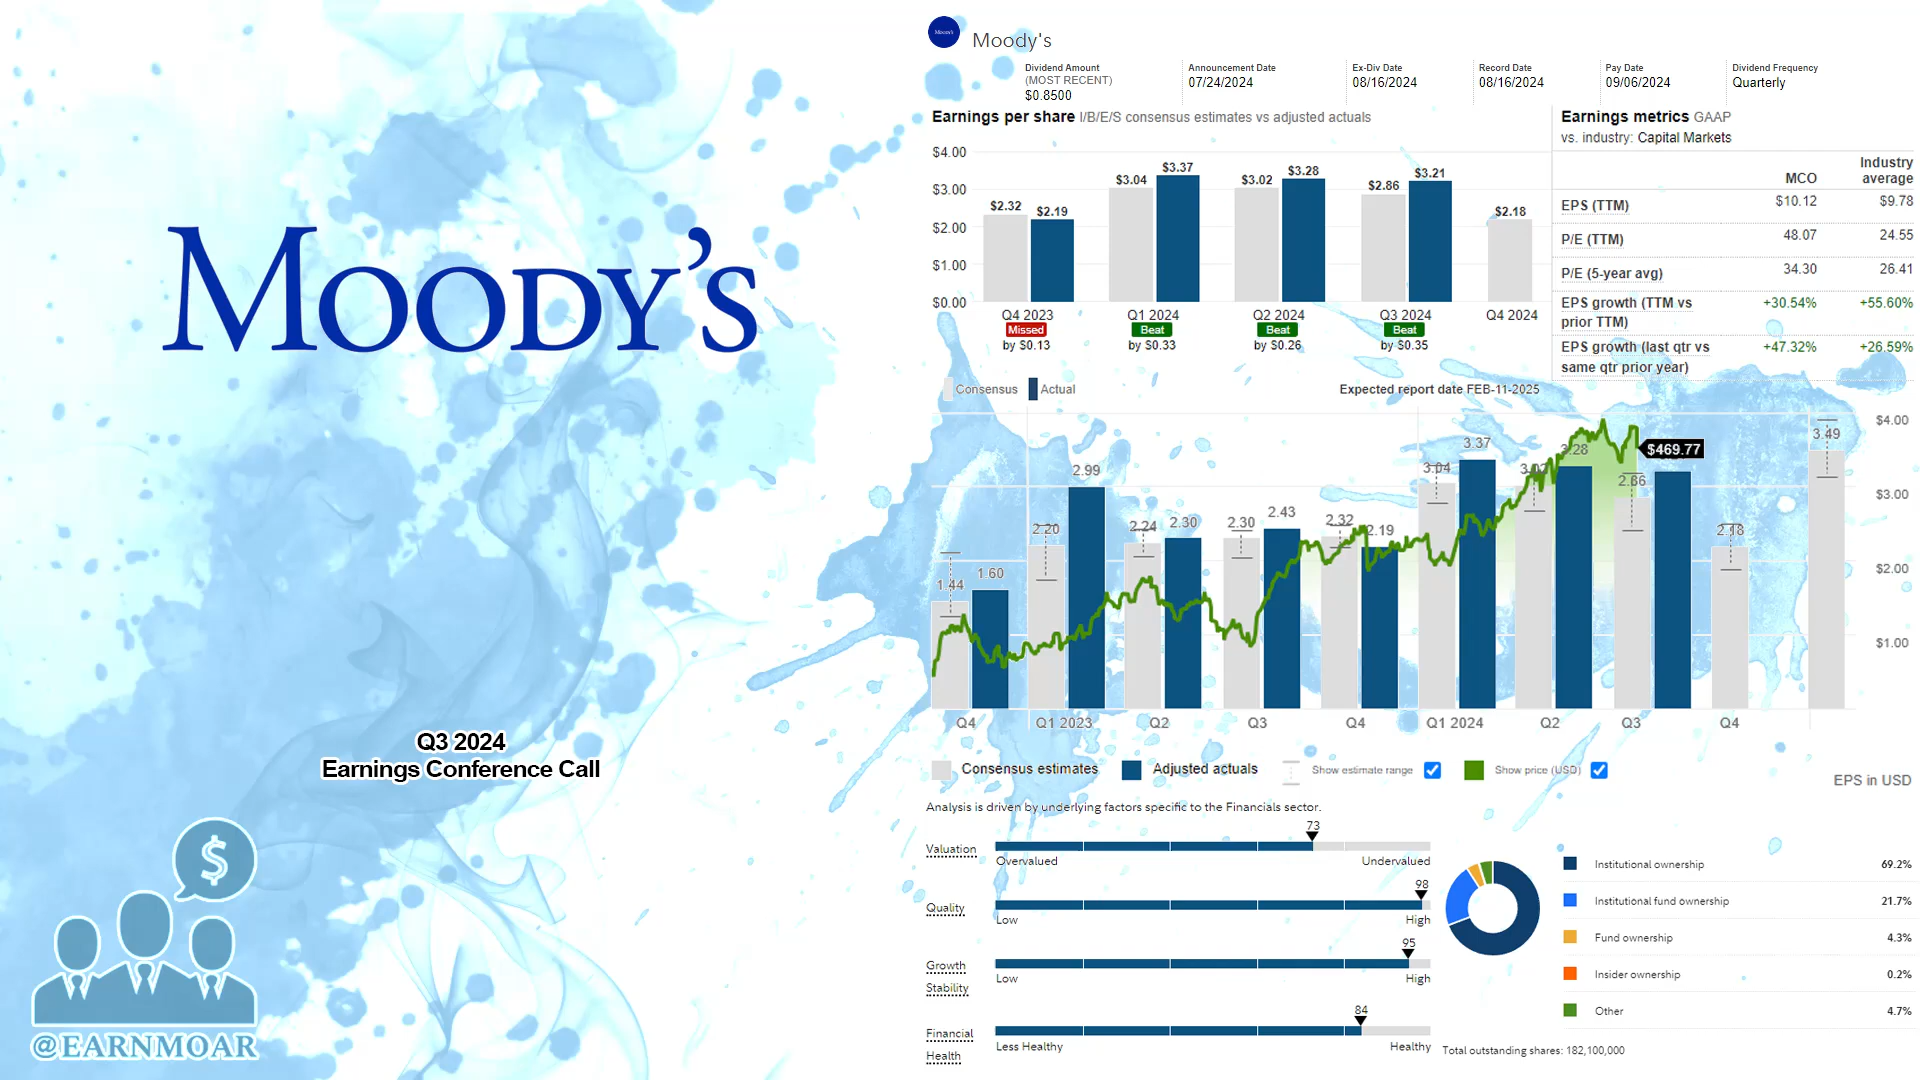 Moody's
Q3 2024
Earnings Conference Call
$
@EARNMOAR
Moody's
Dividend Amount
(MOST RECENT)
$0.8500
Announcement Date
07/24/2024
Ex-Div Date
08/16/2024
Record Date
08/16/2024
Pay Date
09/06/2024
Dividend Frequency
Quarterly
Earnings per share I/B/E/S consensus estimates vs adjusted actuals
$4.00
$3.00
$2.00
$1.00
$0.00
$2.32
$2.19
$3.04
$3.37
$3.02
$3.28
$2.86
$3.21
$2.18
Q4 2023
Missed
by $0.13
Q1 2024
Beat
by $0.33
Q2 2024
Beat
by $0.26
Q3 2024
Beat
by $0.35
Q4 2024
Consensus
Actual
Expected report date FEB-11-2025
Earnings metrics GAAP
vs. industry: Capital Markets
MCO
Industry
average
EPS (TTM)
$10.12
$9.78
P/E (TTM)
48.07
24.55
P/E (5-year avg)
34.30
26.41
EPS growth (TTM vs
prior TTM)
+30.54%
+55.60%
EPS growth (last qtr vs
same qtr prior year)
+47.32%
+26.59%
$4.00
$3.00
$2.00
$1.00
1.44
1.60
2.20
2.99
2.24
2.30
2.30
2.43
2.32
2.19
3.04
3.37
3.02
3.28
2.86
$469.77
2.18
3.49
Q4
Q1 2023
Q2
Q3
Q4
Q1 2024
Q2
Q3
Q4
Consensus estimates
Adjusted actuals
Show estimate range
Show price (USD)
EPS in USD
Analysis is driven by underlying factors specific to the Financials sector.
Valuation
73
Overvalued
Undervalued
Quality
98
Low
High
Growth
Stability
95
Low
High
Financial
Health
84
Less Healthy
Healthy
Institutional ownership
69.2%
Institutional fund ownership
21.7%
Fund ownership
4.3%
Insider ownership
0.2%
Other
4.7%
Total outstanding shares: 182,100,000